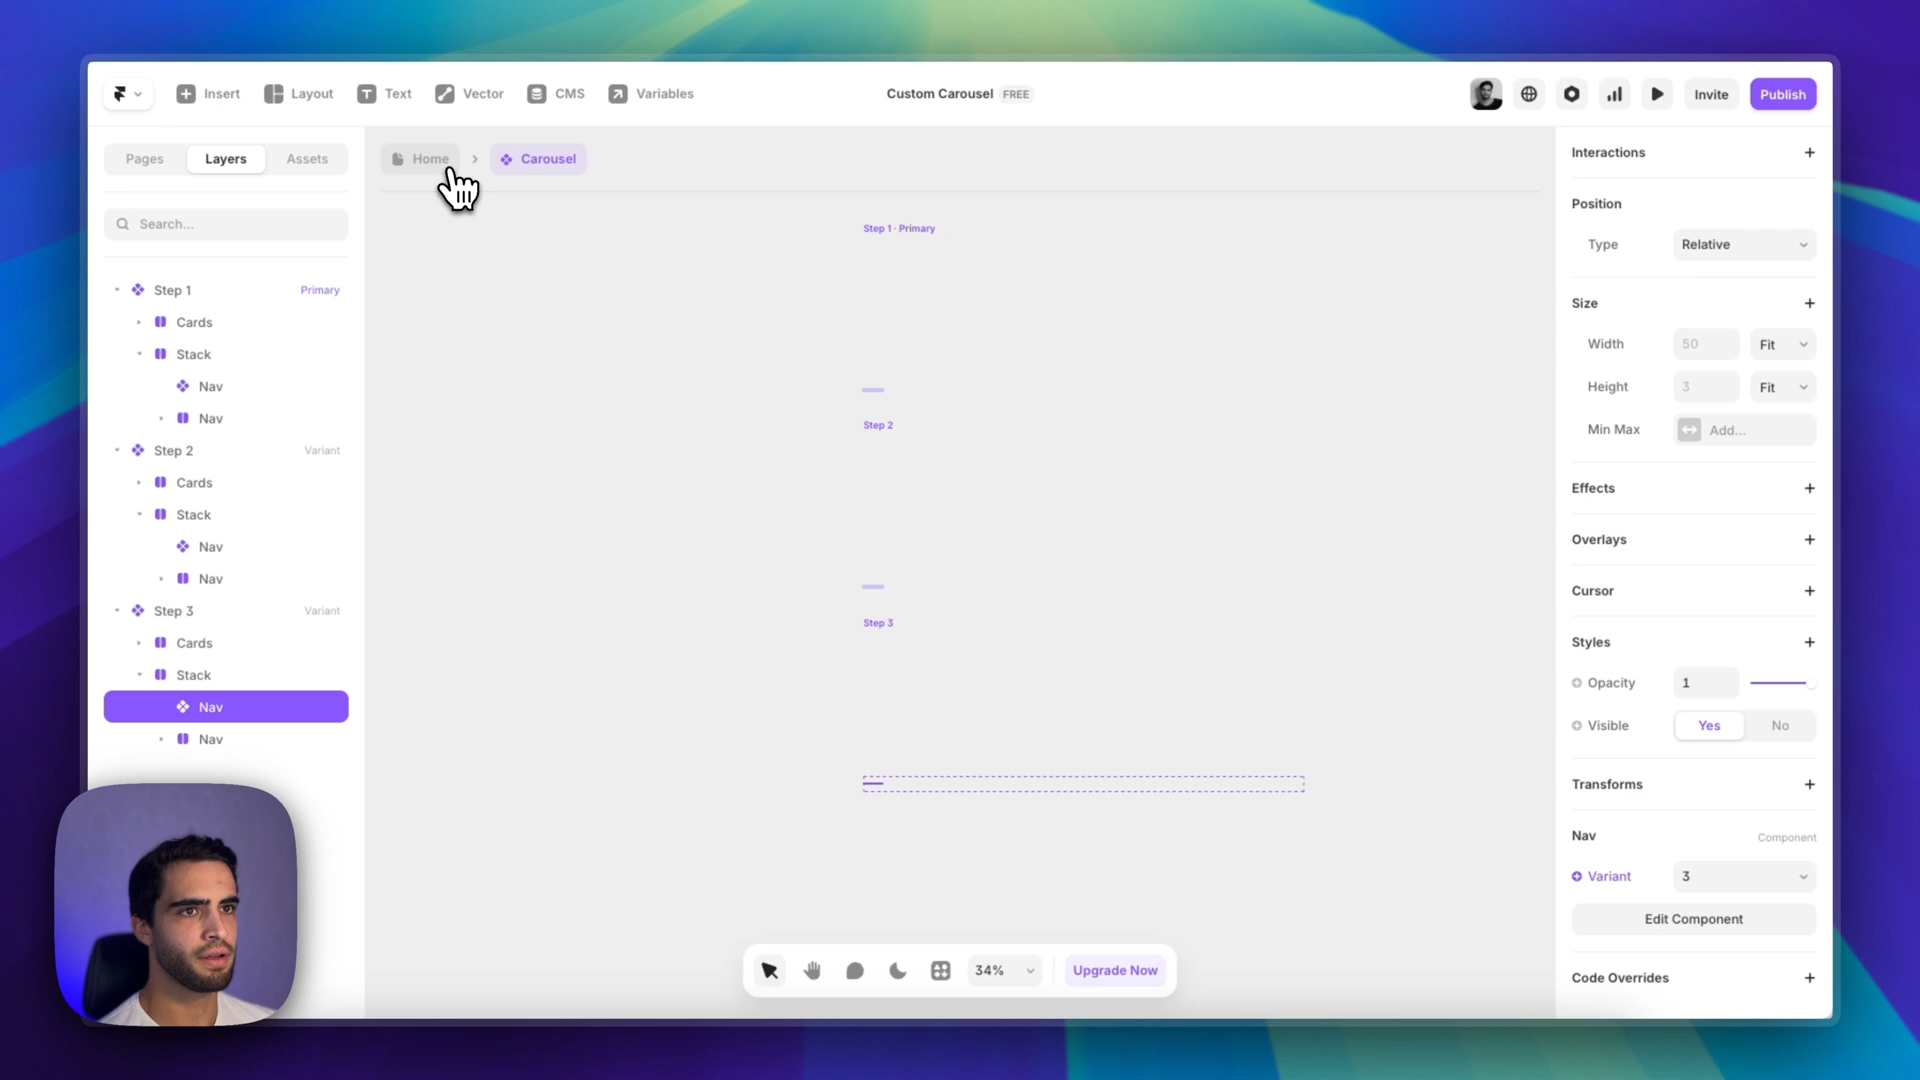 Insert
Layout
Text
Vector
CMS
Variables
Custom Carousel FREE
Invite
Publish
Pages
Layers
Assets
Home
Carousel
Search...
Step 1 Primary
Cards
Stack
Nav
Nav
Step 2 Variant
Cards
Stack
Nav
Nav
Step 3 Variant
Cards
Stack
Nav
Nav
Step 1 · Primary
Step 2
Step 3
34%
Upgrade Now
Interactions
Position
Type Relative
Size
Width 50 Fit
Height 3 Fit
Min Max Add...
Effects
Overlays
Cursor
Styles
Opacity 1
Visible Yes No
Transforms
Nav Component
Variant 3
Edit Component
Code Overrides